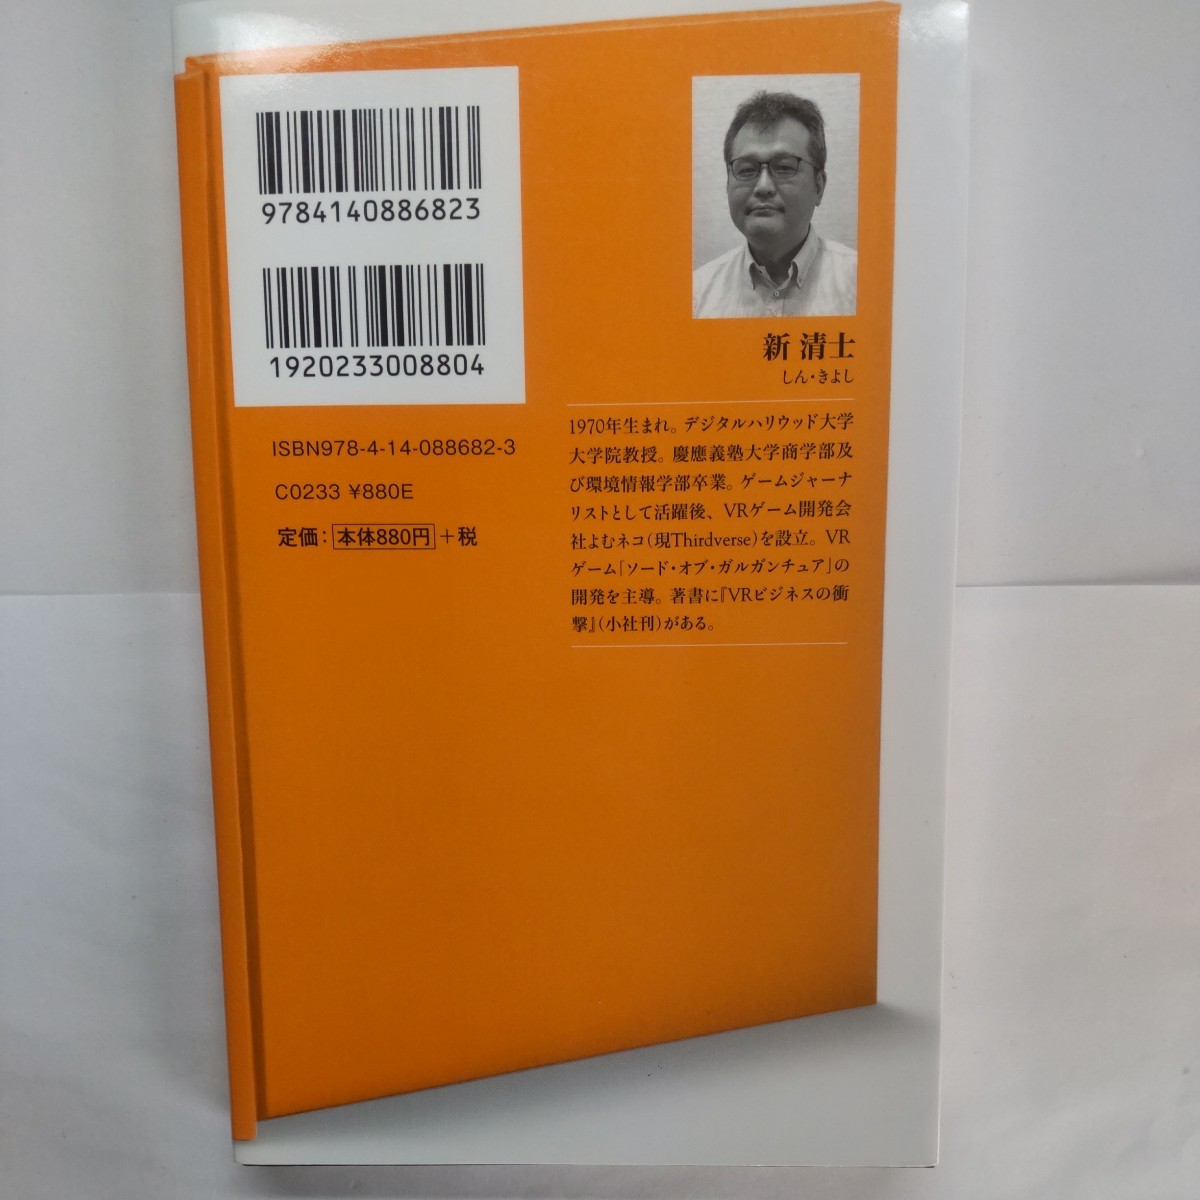 9784140886823
1920233008804
ISBN978-4-14-088682-3
C0233 ¥880E
定価：本体880円＋税
新 清士
しん・きよし
1970年生まれ。デジタルハリウッド大学
大学院教授。慶應義塾大学商学部及
び環境情報学部卒業。ゲームジャーナ
リストとして活躍後、VRゲーム開発会
社よむネコ（現Thirdverse）を設立。VR
ゲーム「ソード・オブ・ガルガンチュア」の
開発を主導。著書に『VRビジネスの衝
撃』（小社刊）がある。